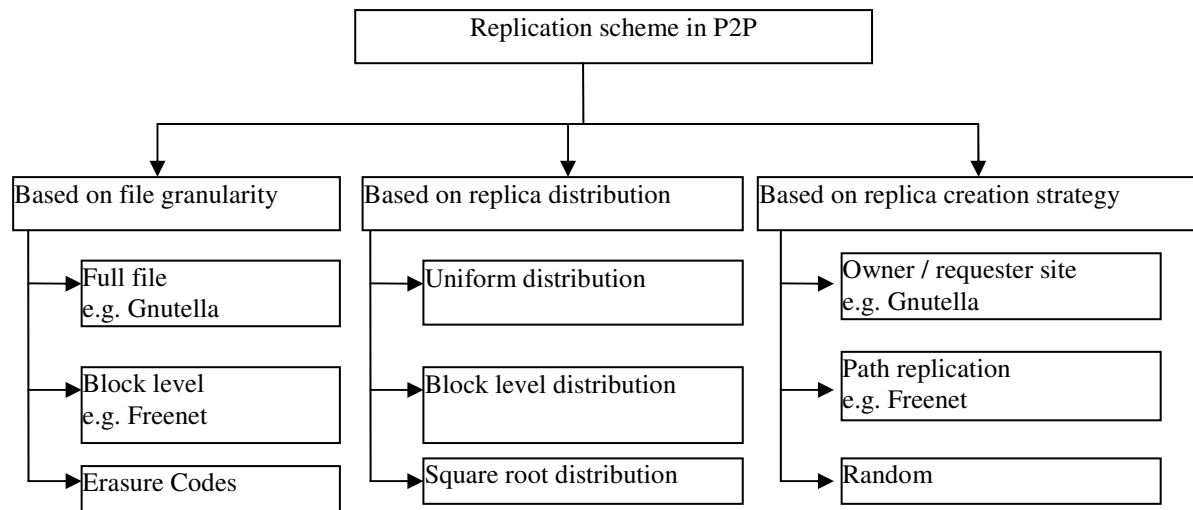 Replication scheme in P2P
Based on file granularity
Full file
e.g. Gnutella
Block level
e.g. Freenet
Erasure Codes
Based on replica distribution
Uniform distribution
Block level distribution
Square root distribution
Based on replica creation strategy
Owner / requester site
e.g. Gnutella
Path replication
e.g. Freenet
Random